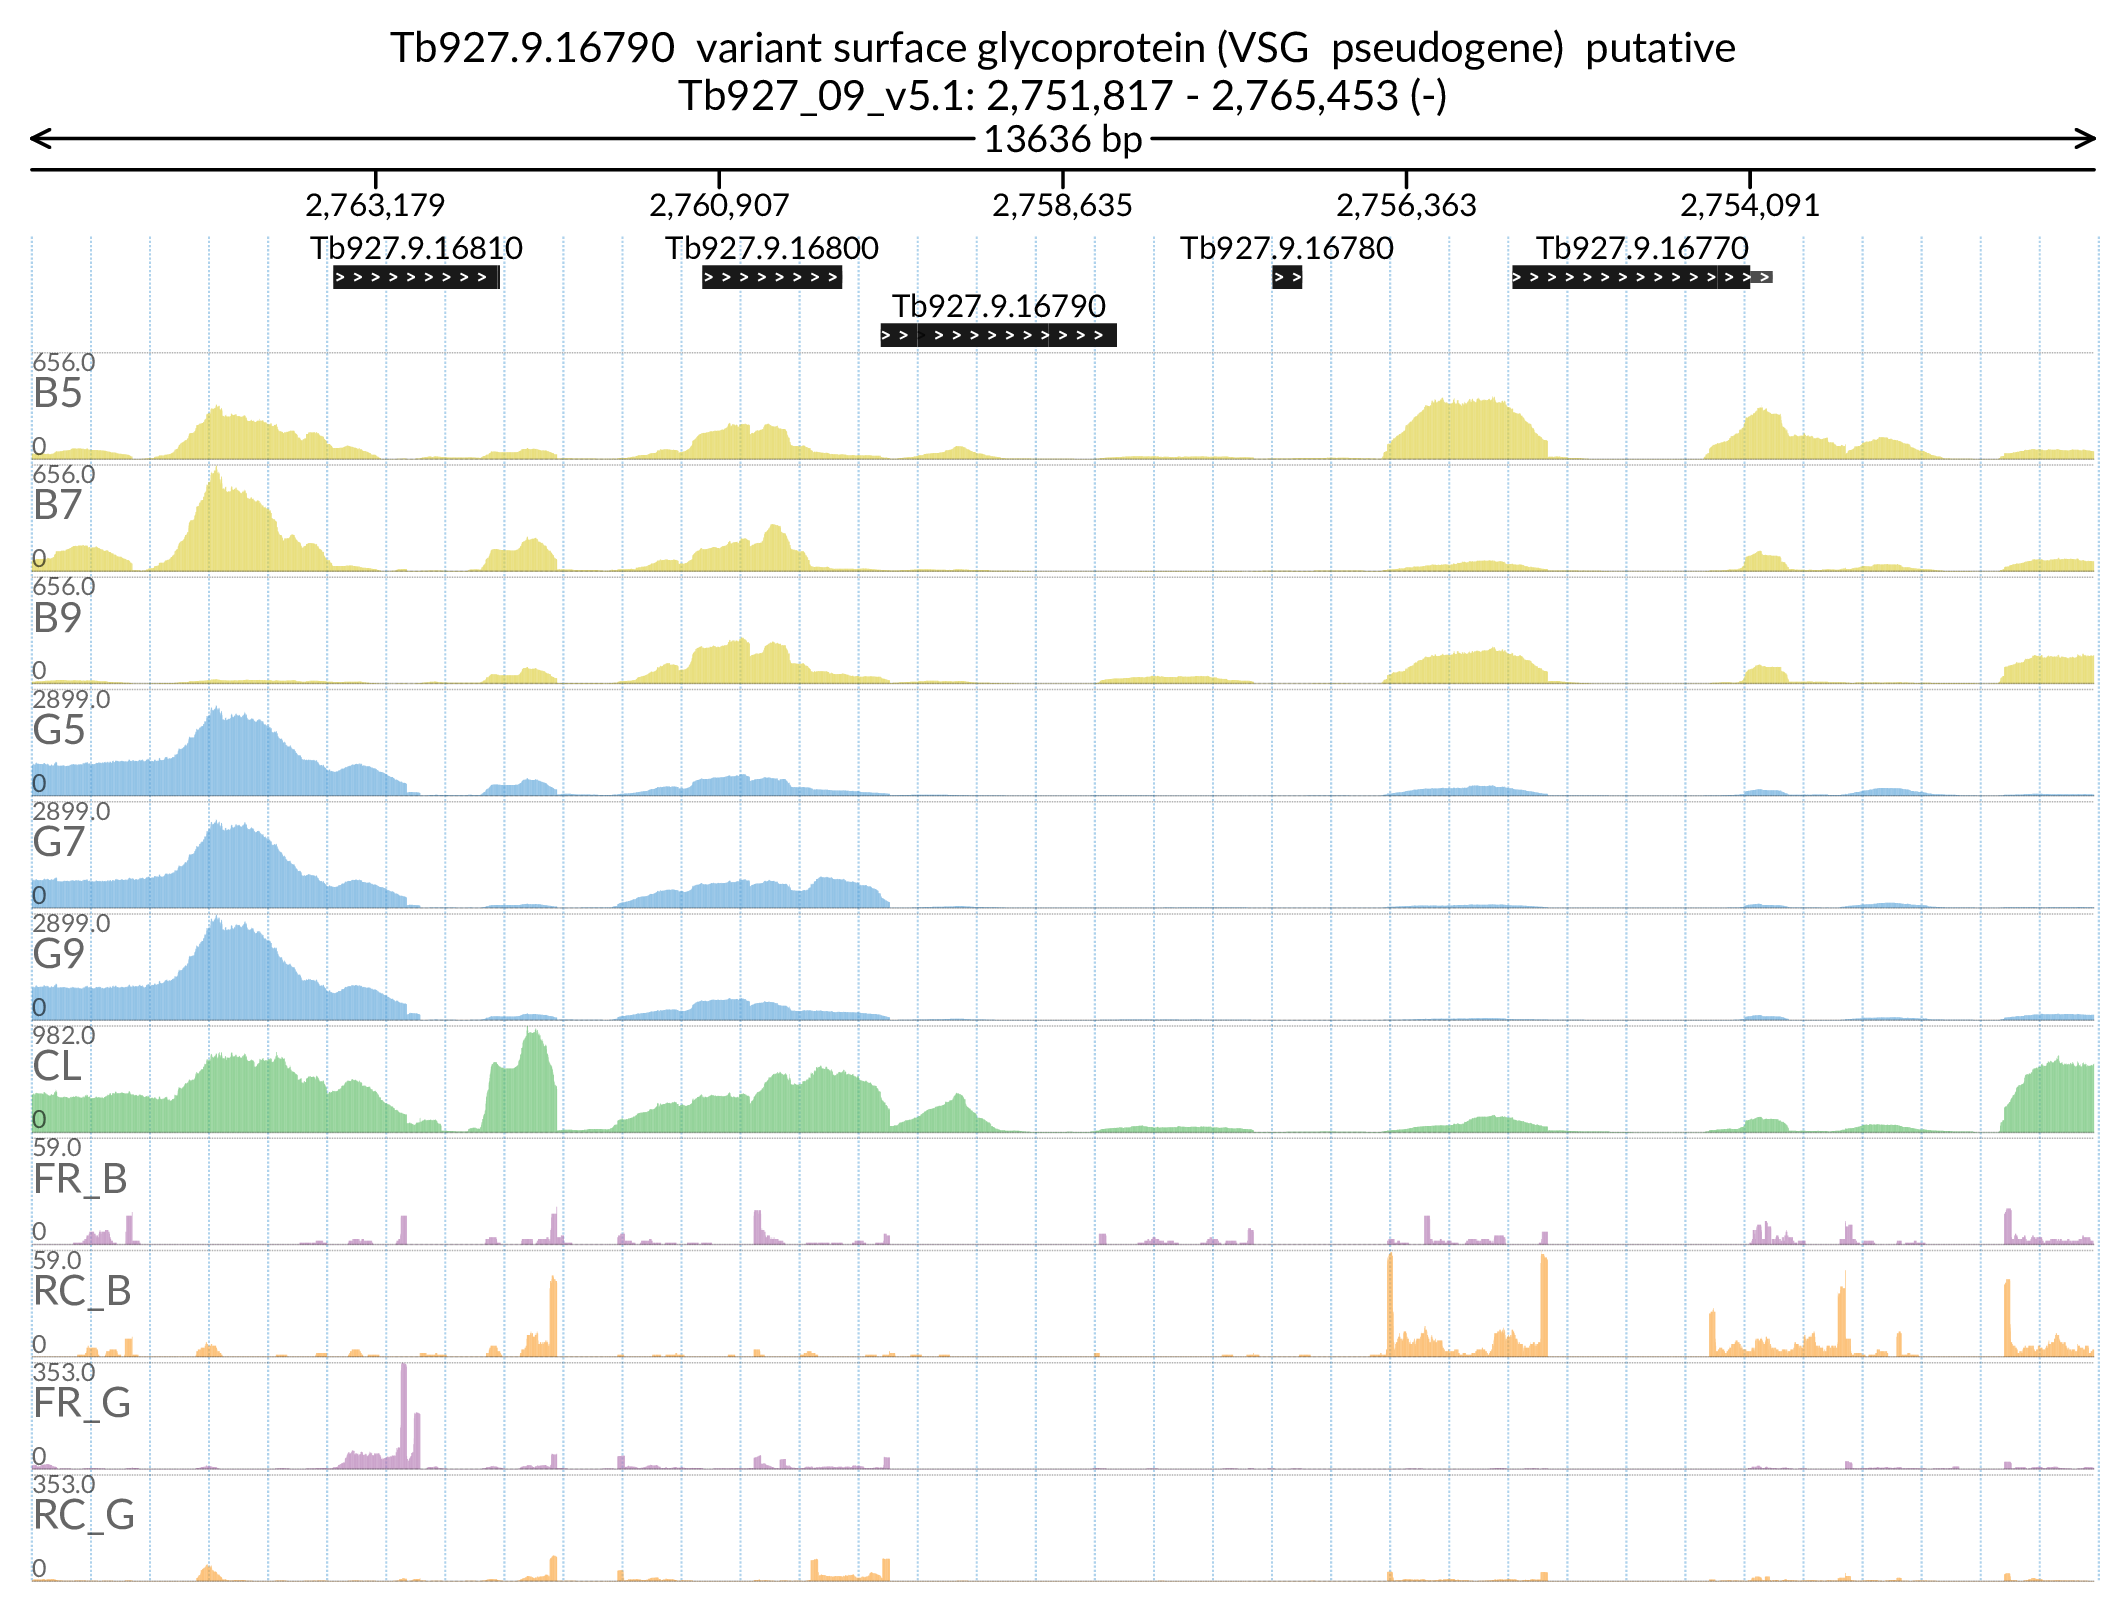 Tb927.9.16790 variant surface glycoprotein (VSG pseudogene) putative
Tb927_09_v5.1: 2,751,817 - 2,765,453 (-)
13636 bp
2,763,179 2,760,907 2,758,635 2,756,363 2,754,091
Tb927.9.16810 Tb927.9.16800 Tb927.9.16780 Tb927.9.16770
Tb927.9.16790
656.0
B5
0
656.0
B7
0
656.0
B9
0
2899.0
G5
0
2899.0
G7
0
2899.0
G9
0
982.0
CL
0
59.0
FR_B
0
59.0
RC_B
0
353.0
FR_G
0
353.0
RC_G
0